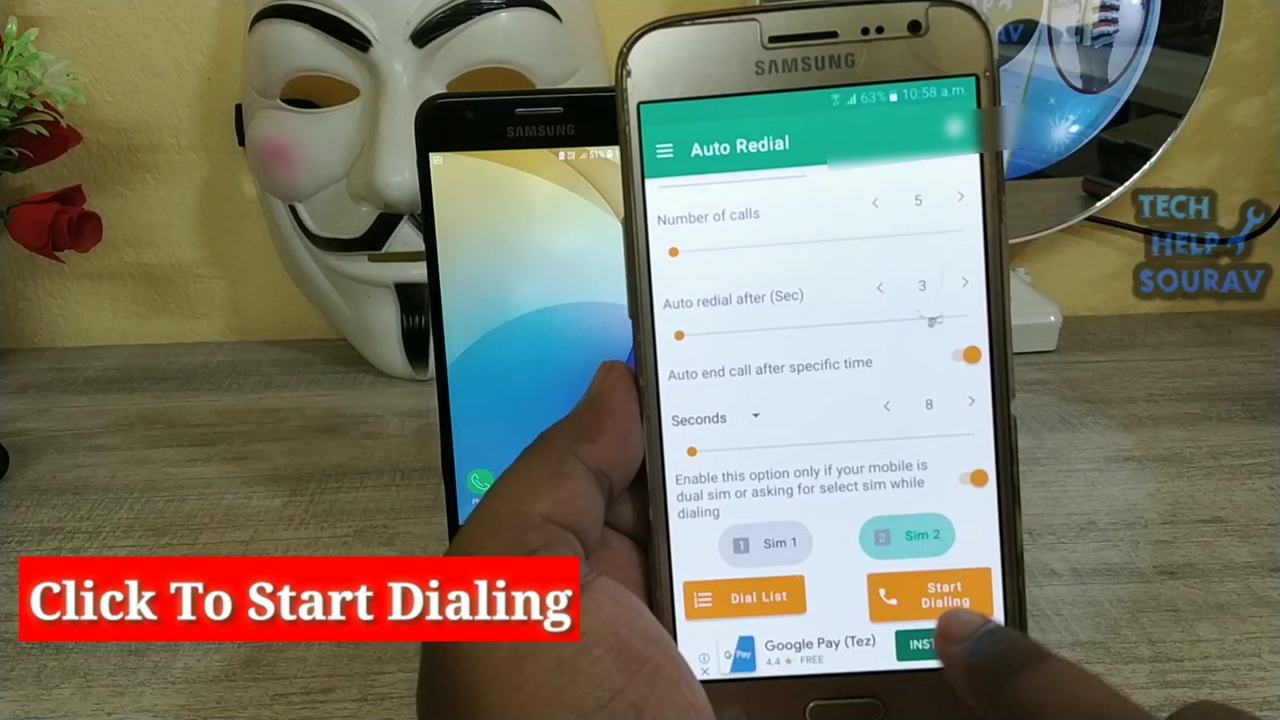 SAMSUNG
63% 10:58 a.m.
Auto Redial
Number of calls 5
Auto redial after (Sec) 3
Auto end call after specific time
Seconds 8
Enable this option only if your mobile is
dual sim or asking for select sim while
dialing
1 Sim 1
2 Sim 2
Dial List
Start
Dialing
Google Pay (Tez)
4.4 ★ FREE
G Pay
INST
SAMSUNG
51%
TECH
HELP
SOURAV
Click To Start Dialing